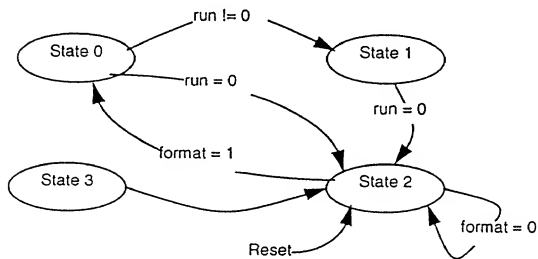 run != 0
State 0
State 1
run = 0
run = 0
format = 1
State 3
State 2
format = 0
Reset